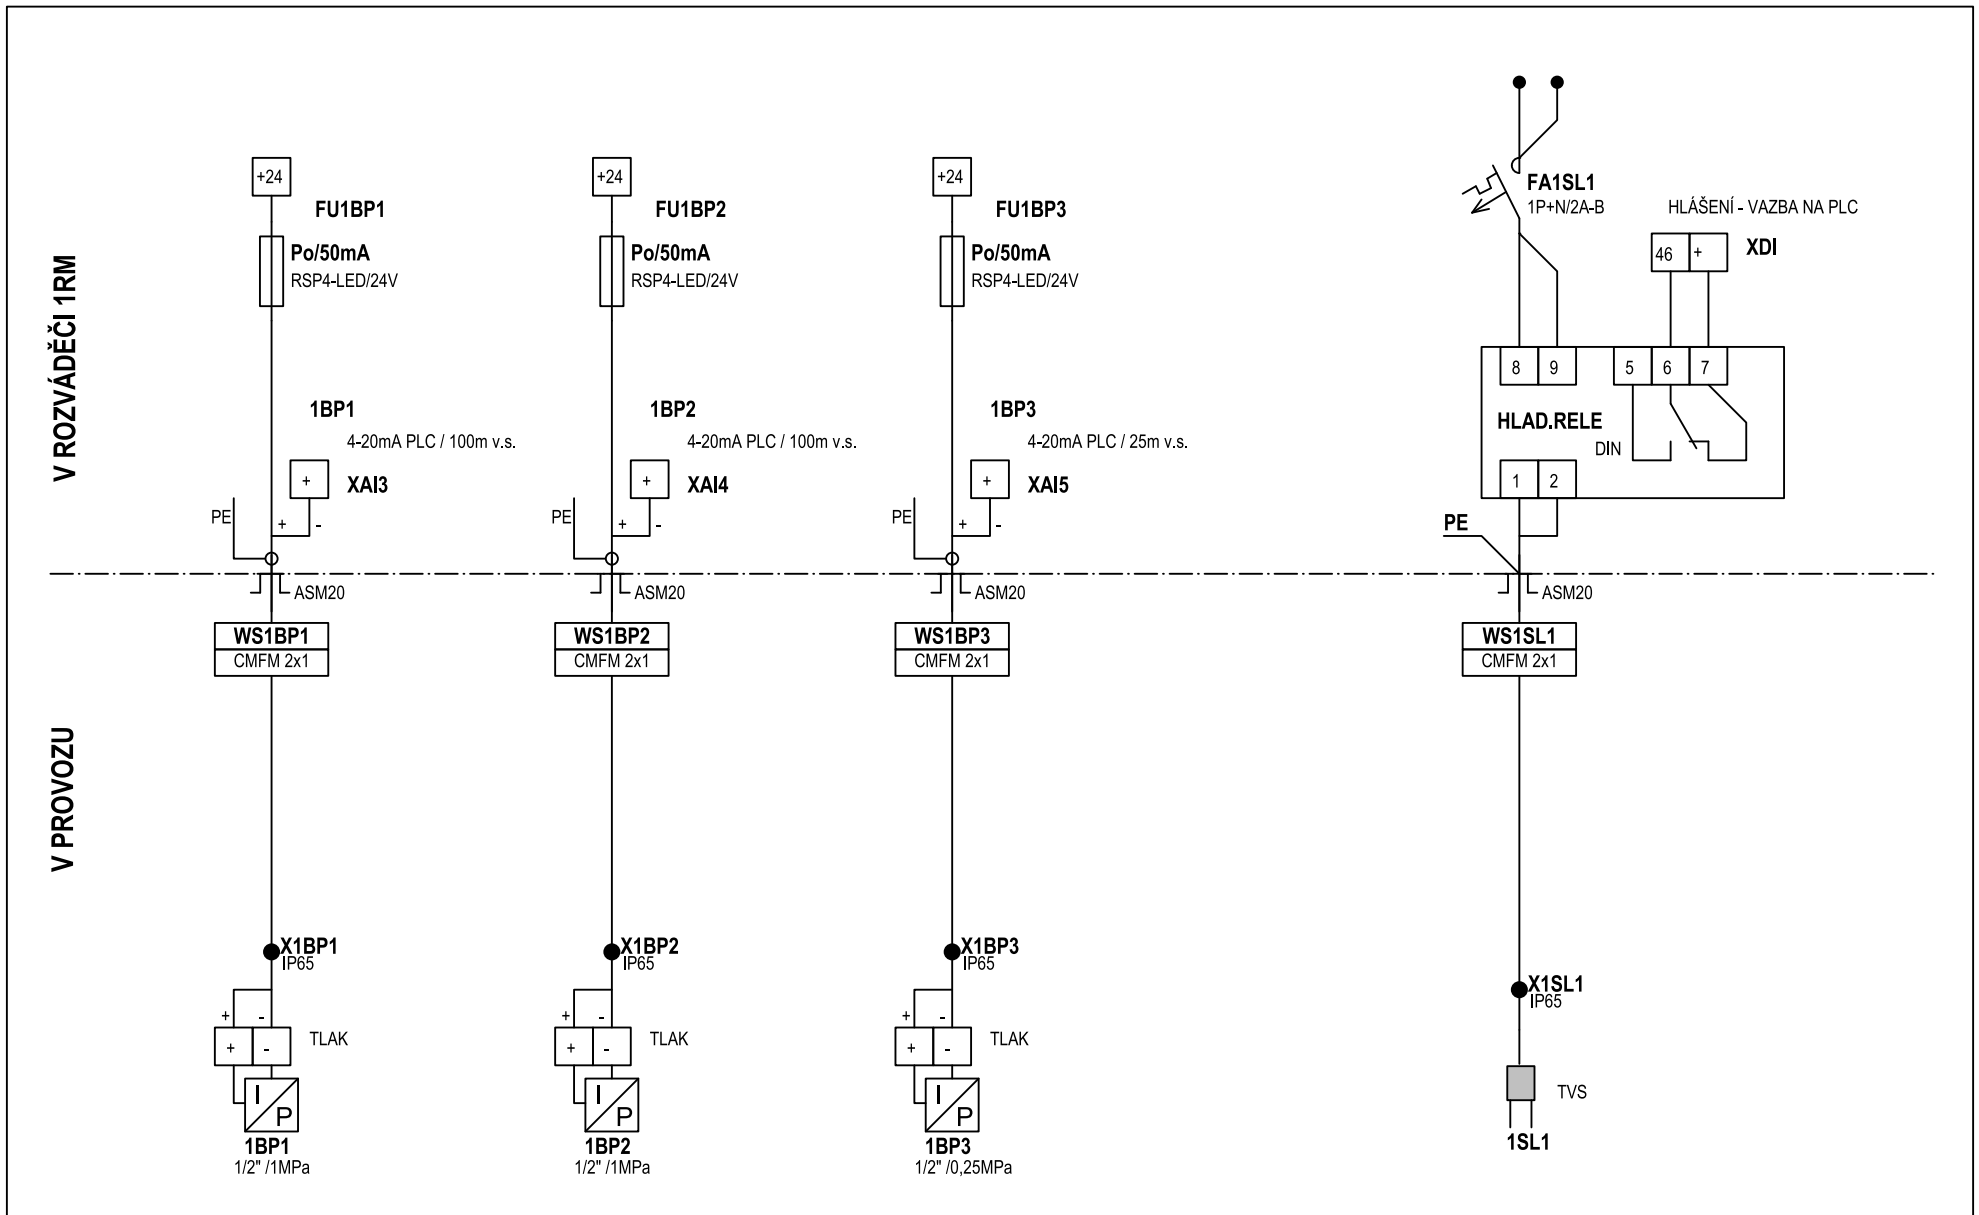 V ROZVÁDĚČI 1RM
V PROVOZU
+24
FU1BP1
Po/50mA
RSP4-LED/24V
1BP1
4-20mA PLC / 100m v.s.
+
XAI3
PE
+
-
ASM20
WS1BP1
CMFM 2x1
X1BP1
IP65
+
-
+
-
TLAK
I
P
1BP1
1/2" /1MPa
+24
FU1BP2
Po/50mA
RSP4-LED/24V
1BP2
4-20mA PLC / 100m v.s.
+
XAI4
PE
+
-
ASM20
WS1BP2
CMFM 2x1
X1BP2
IP65
+
-
+
-
TLAK
I
P
1BP2
1/2" /1MPa
+24
FU1BP3
Po/50mA
RSP4-LED/24V
1BP3
4-20mA PLC / 25m v.s.
+
XAI5
PE
+
-
ASM20
WS1BP3
CMFM 2x1
X1BP3
IP65
+
-
+
-
TLAK
I
P
1BP3
1/2" /0,25MPa
FA1SL1
1P+N/2A-B
HLÁŠENÍ - VAZBA NA PLC
46 +
XDI
8 9
5 6 7
HLAD.RELE
DIN
1 2
PE
ASM20
WS1SL1
CMFM 2x1
X1SL1
IP65
TVS
1SL1